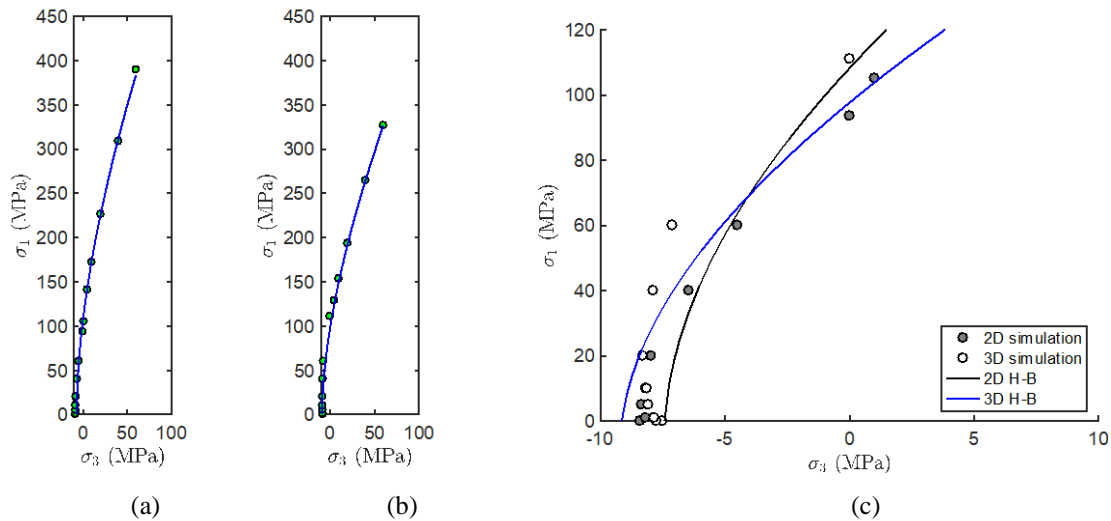 450
400
350
300
250
200
150
100
50
0
0 50 100
σ₁ (MPa)
σ₃ (MPa)
(a)
450
400
350
300
250
200
150
100
50
0
0 50 100
σ₁ (MPa)
σ₃ (MPa)
(b)
120
100
80
60
40
20
0
-10 -5 0 5 10
σ₁ (MPa)
σ₃ (MPa)
2D simulation
3D simulation
2D H-B
3D H-B
(c)